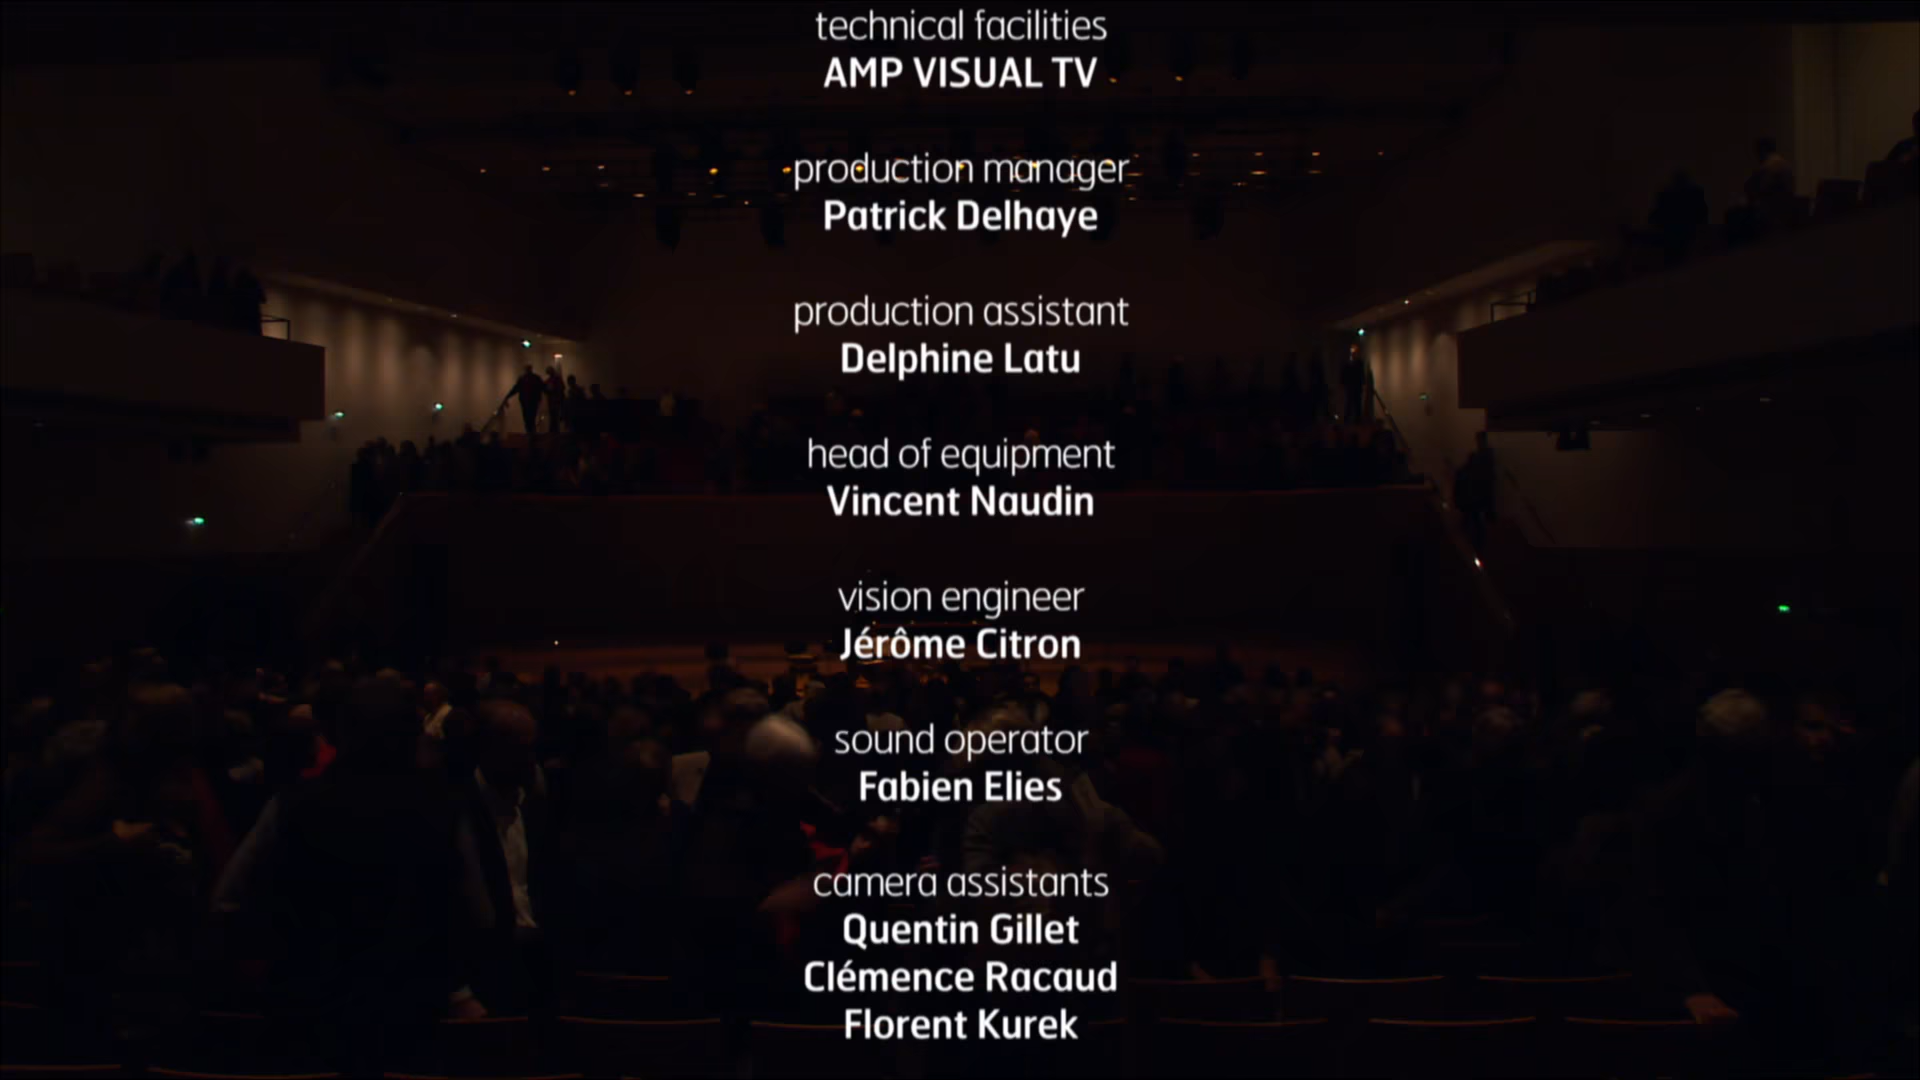 technical facilities
AMP VISUAL TV
production manager
Patrick Delhaye
production assistant
Delphine Latu
head of equipment
Vincent Naudin
vision engineer
Jérôme Citron
sound operator
Fabien Elies
camera assistants
Quentin Gillet
Clémence Racaud
Florent Kurek